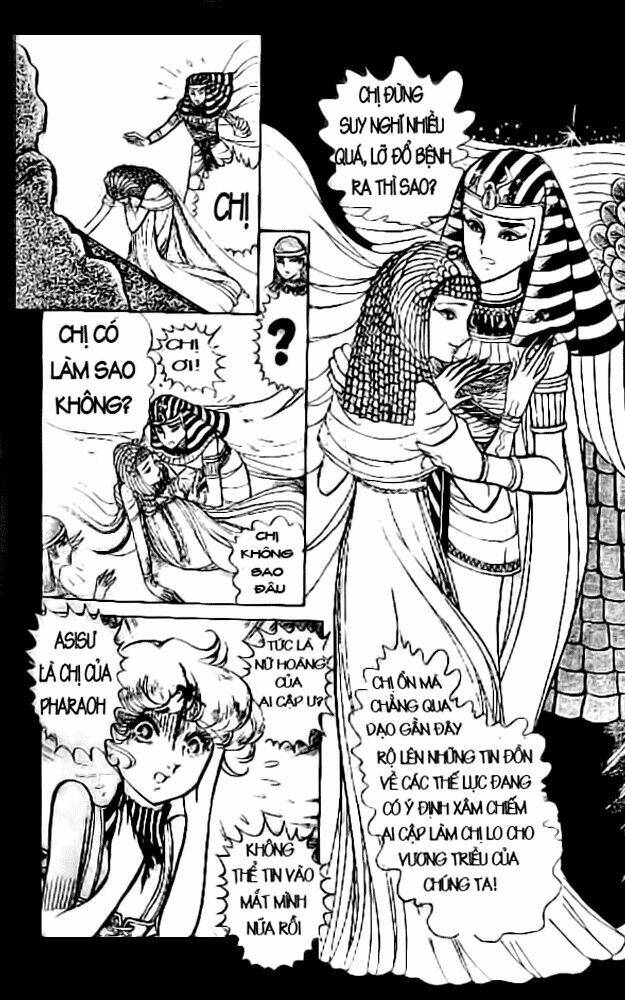 CHỊ
?
CHỊ ƠI!
CHỊ CÓ
LÀM SAO
KHÔNG?
CHỊ
KHÔNG
SAO
ĐÂU
CHỊ ĐỪNG
SUY NGHĨ NHIỀU
QUÁ, LỠ ĐỔ BỆNH
RA THÌ SAO?
CHỊ ỔN MÀ
CHẲNG QUA
DẠO GẦN ĐÂY
RỘ LÊN NHỮNG TIN ĐỒN
VỀ CÁC THẾ LỰC ĐANG
CÓ Ý ĐỊNH XÂM CHIẾM
AI CẬP LÀM CHỊ LO CHO
VƯƠNG TRIỀU CỦA
CHÚNG TA!
ASISƯ
LÀ CHỊ CỦA
PHARAOH
TỨC LÀ
NỮ HOÀNG
CỦA
AI CẬP Ư?
KHÔNG
THỂ TIN VÀO
MẮT MÌNH
NỮA RỒI